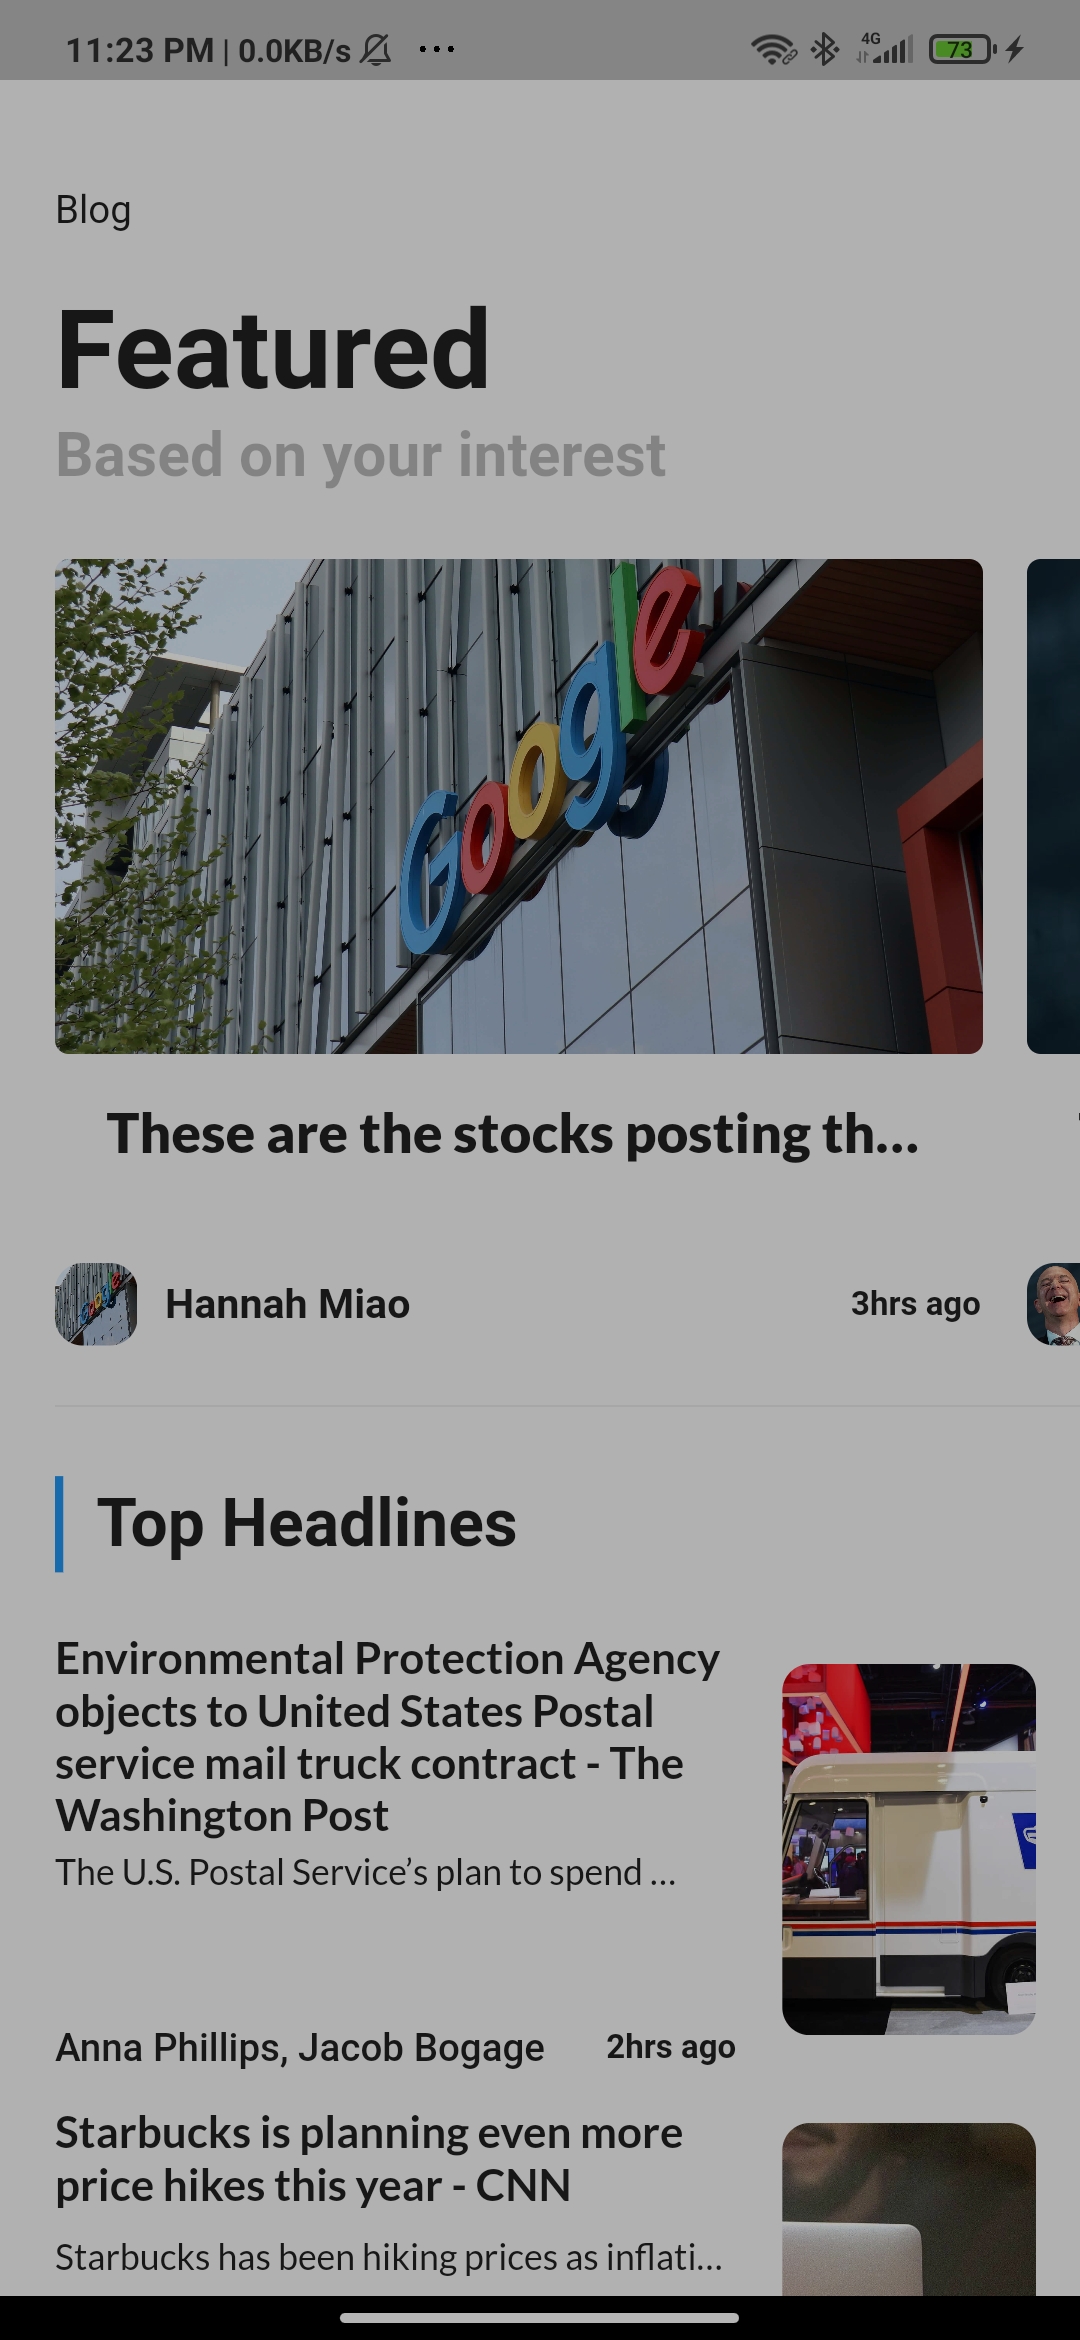 11:23 PM | 0.0KB/s ...
4G
73
Blog
Featured
Based on your interest
Google
These are the stocks posting th...
Hannah Miao
3hrs ago
Top Headlines
Environmental Protection Agency
objects to United States Postal
service mail truck contract - The
Washington Post
The U.S. Postal Service’s plan to spend ...
Anna Phillips, Jacob Bogage
2hrs ago
Starbucks is planning even more
price hikes this year - CNN
Starbucks has been hiking prices as inflati...